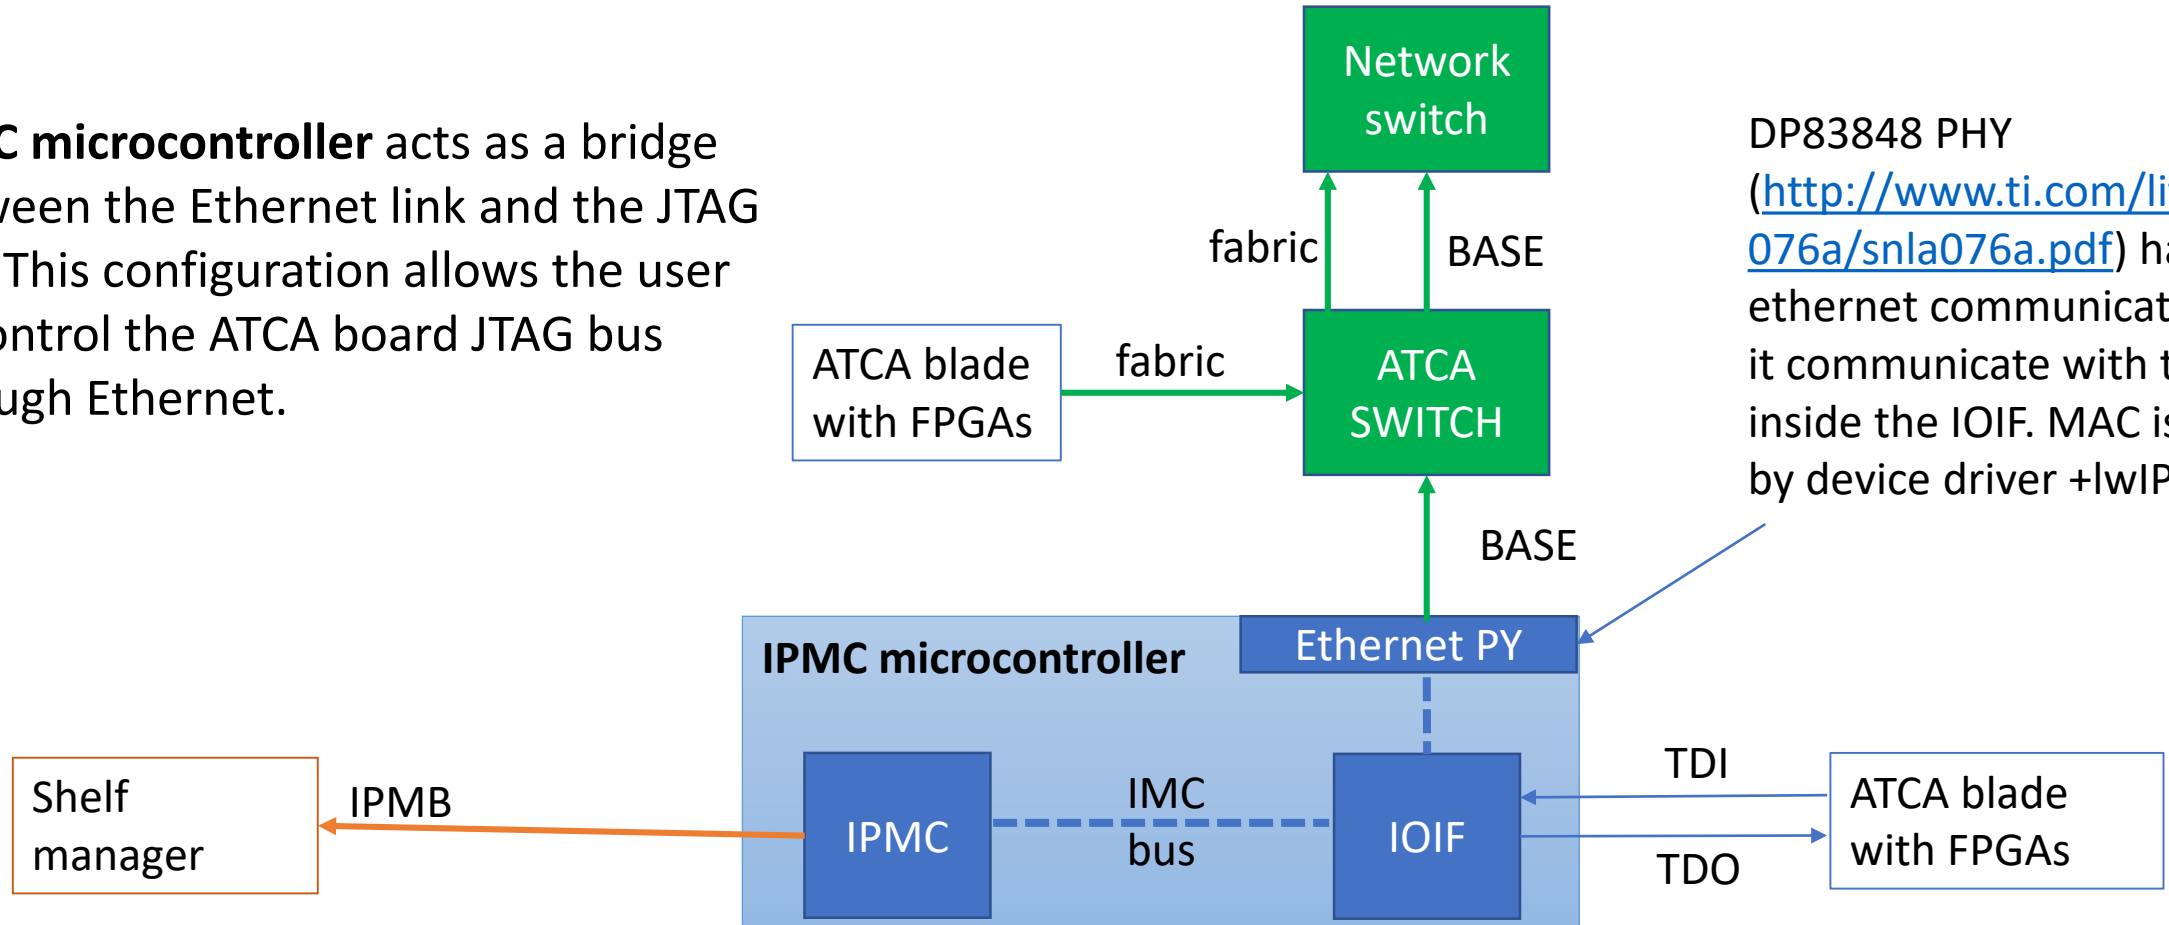 C microcontroller acts as a bridge
ween the Ethernet link and the JTAG
This configuration allows the user
ontrol the ATCA board JTAG bus
ugh Ethernet.
Network
switch
fabric
BASE
ATCA blade
with FPGAs
fabric
ATCA
SWITCH
BASE
DP83848 PHY
(http://www.ti.com/li
076a/snla076a.pdf) ha
ethernet communicat
it communicate with t
inside the IOIF. MAC is
by device driver +lwIP
IPMC microcontroller
Ethernet PY
Shelf
manager
IPMB
IPMC
IMC
bus
IOIF
TDI
TDO
ATCA blade
with FPGAs